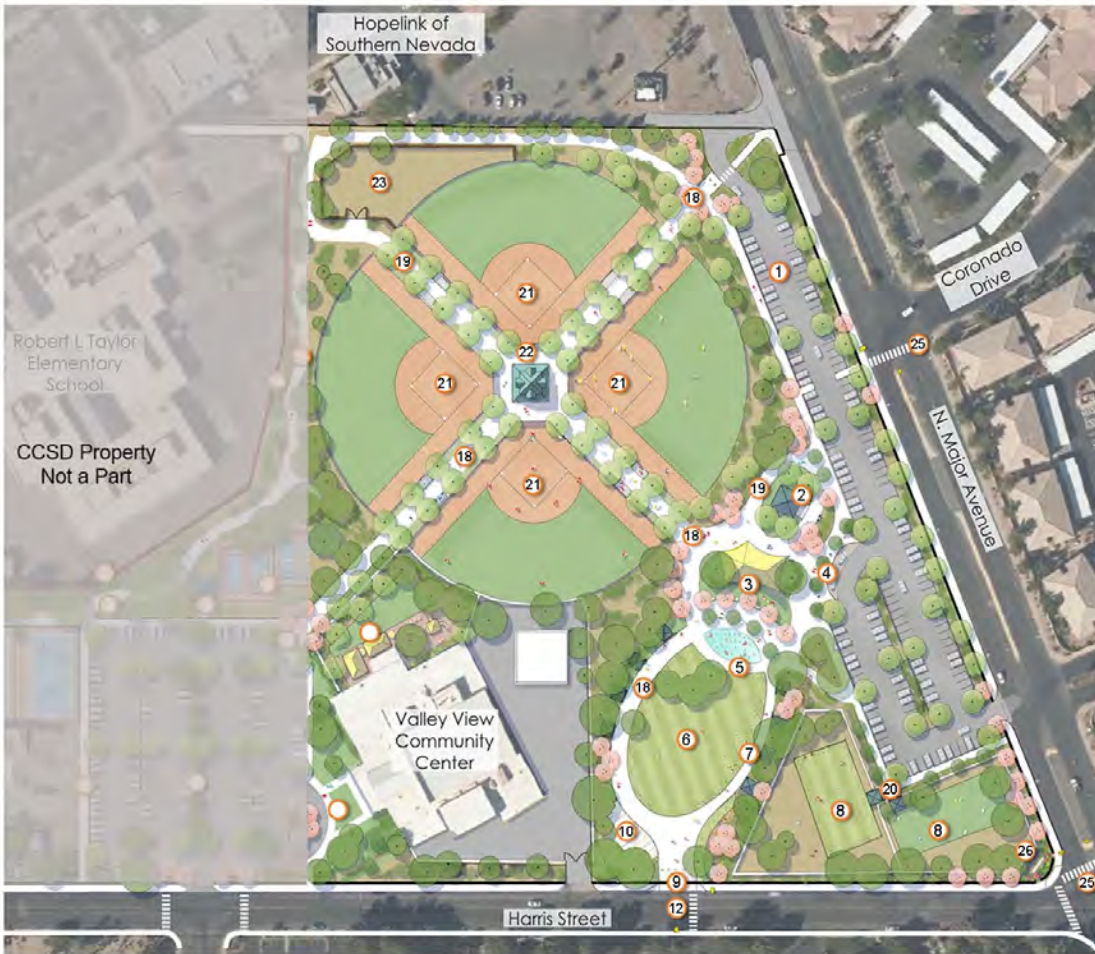 Hopelink of
Southern Nevada
23
18
19
1
Coronado
Drive
21
25
22
Robert L Taylor
Elementary
School
21
21
CCSD Property
Not a Part
N. Major Avenue
18
21
19
2
18
4
3
5
18
Valley View
Community
Center
6
7
20
8
8
10
26
9
25
12
Harris Street